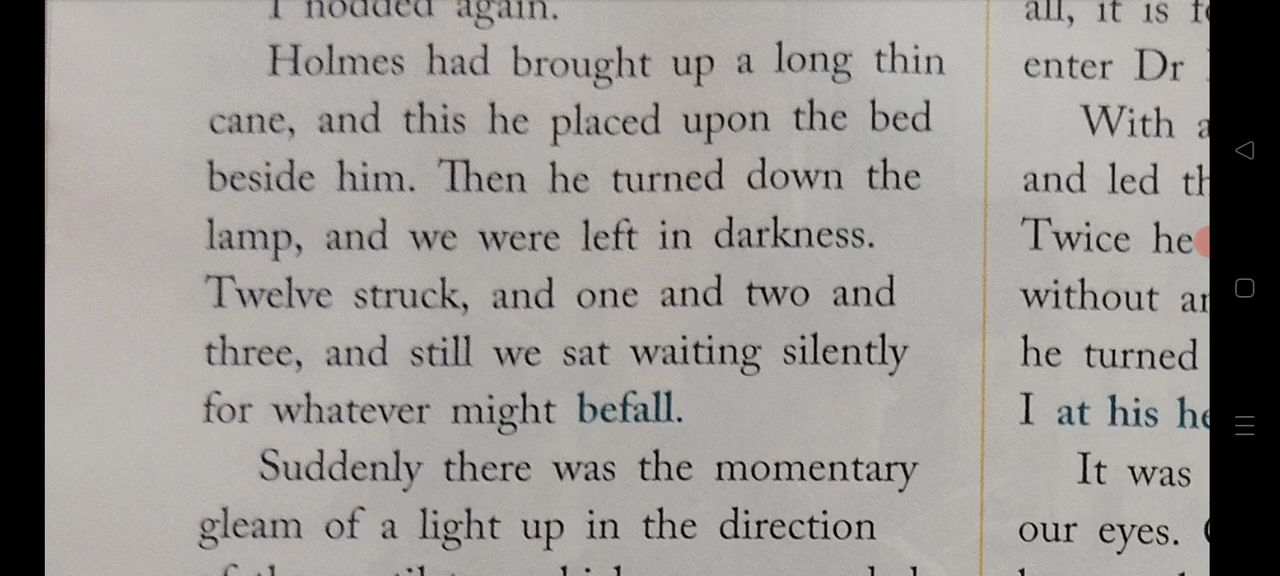 I nodded again.
Holmes had brought up a long thin
cane, and this he placed upon the bed
beside him. Then he turned down the
lamp, and we were left in darkness.
Twelve struck, and one and two and
three, and still we sat waiting silently
for whatever might befall.
Suddenly there was the momentary
gleam of a light up in the direction
all, it is
enter Dr
With
and led
Twice he
without
he turned
I at his
It was
our eyes.